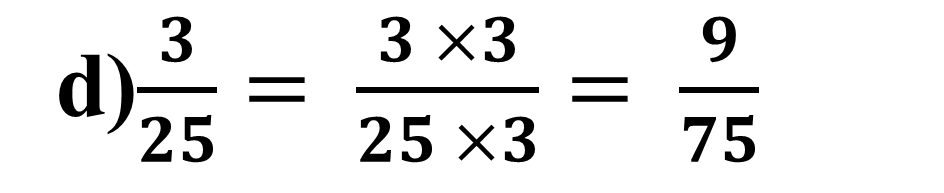 d) 3/25 = 3 ×3/25 ×3 = 9/75